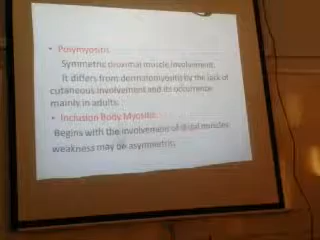 • Polymyositis
Symmetric proximal muscle involvement.
It differs from dermatomyositis by the lack of
cutaneous involvement and its occurrence
mainly in adults.
• Inclusion Body Myositis
Begins with the involvement of distal muscles
weakness may be asymmetric.